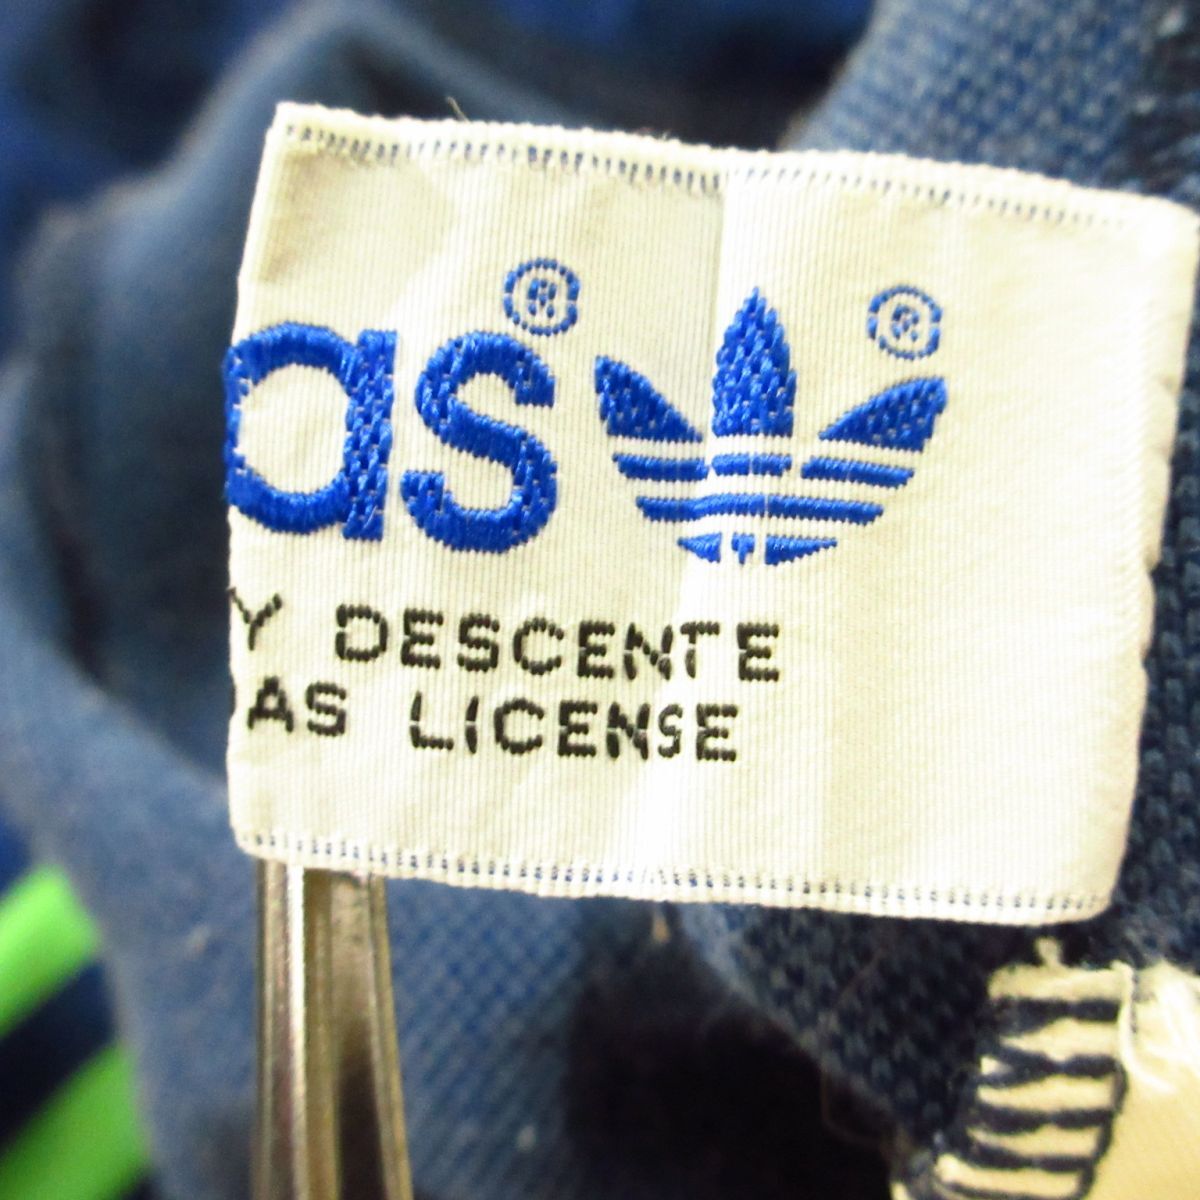 as®
®
Y DESCENTE
AS LICENSE